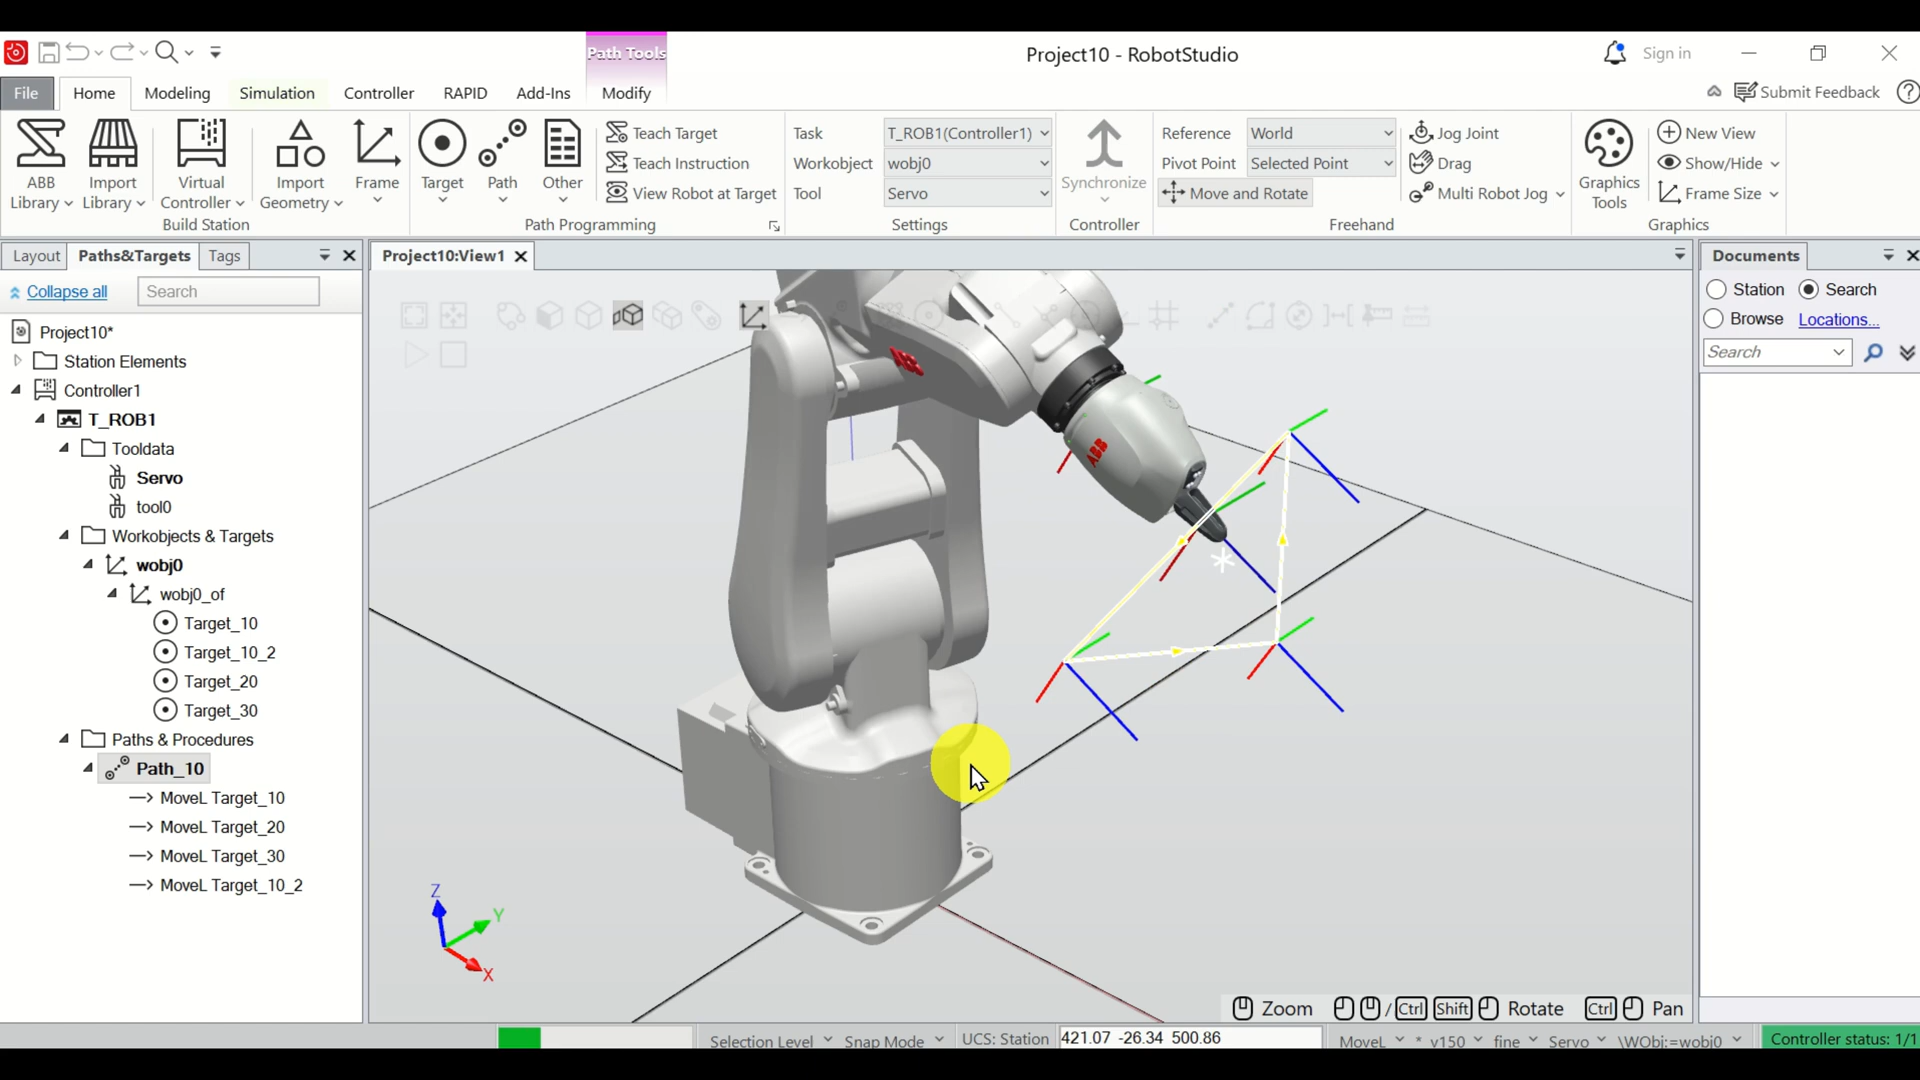 Path Tools
Project10 - RobotStudio
Sign in
File Home Modeling Simulation Controller RAPID Add-Ins Modify
Submit Feedback
ABB Library
Import Library
Virtual Controller
Build Station
Import Geometry
Frame
Target
Path
Other
Teach Target
Teach Instruction
View Robot at Target
Path Programming
Task T_ROB1(Controller1)
Workobject wobj0
Tool Servo
Settings
Synchronize
Controller
Reference World
Pivot Point Selected Point
Move and Rotate
Jog Joint
Drag
Multi Robot Jog
Freehand
Graphics Tools
New View
Show/Hide
Frame Size
Graphics
Layout Paths&Targets Tags
Collapse all
Search
Project10*
Station Elements
Controller1
T_ROB1
Tooldata
Servo
tool0
Workobjects & Targets
wobj0
wobj0_of
Target_10
Target_10_2
Target_20
Target_30
Paths & Procedures
Path_10
MoveL Target_10
MoveL Target_20
MoveL Target_30
MoveL Target_10_2
Project10:View1
ABB
Z
Y
X
Zoom
/ Ctrl Shift Rotate
Ctrl Pan
Documents
Station Search
Browse Locations...
Search
Selection Level Snap Mode UCS: Station 421.07 -26.34 500.86 MoveL * v150 fine Servo \WObj:=wobj0 Controller status: 1/1